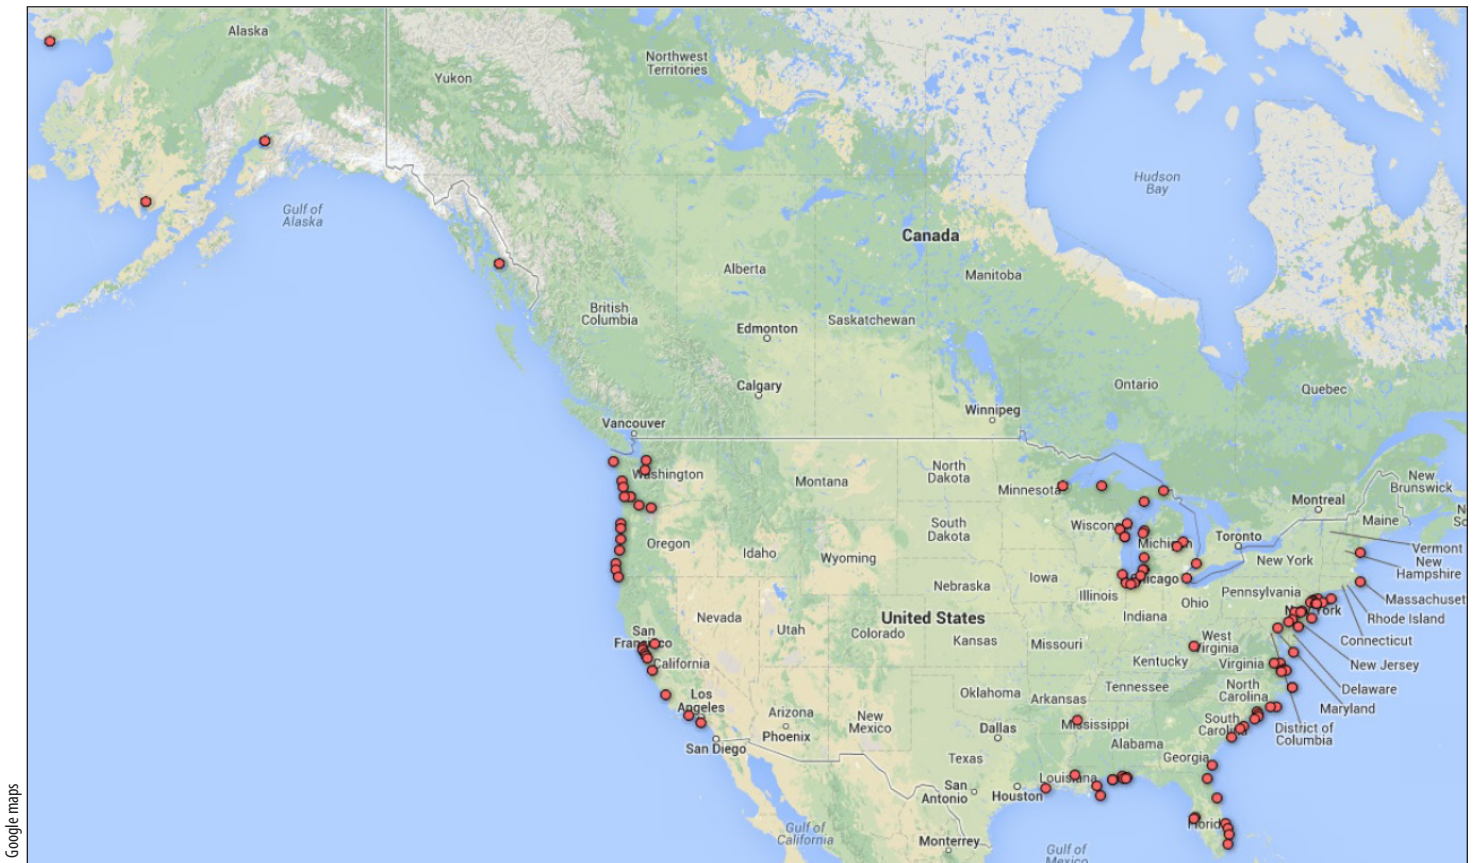 Alaska
Yukon
Northwest
Territories
Hudson
Bay
Gulf of
Alaska
Canada
Alberta
Manitoba
British
Columbia
Edmonton
Saskatchewan
Calgary
Ontario
Quebec
Winnipeg
Vancouver
Washington
Montana
North
Dakota
Minnesota
New
Brunswick
Montreal
Maine
Oregon
Idaho
Wyoming
South
Dakota
Toronto
New York
Vermont
New
Hampshire
Nebraska
Iowa
Illinois
Indiana
Ohio
Pennsylvania
Massachuset
Rhode Island
Connecticut
New Jersey
Delaware
Maryland
District of
Columbia
Nevada
Utah
Colorado
United States
Kansas
Missouri
Kentucky
West
Virginia
Virginia
San
Francisco
California
Los
Angeles
San Diego
Arizona
Phoenix
New
Mexico
Oklahoma
Arkansas
Tennessee
North
Carolina
South
Carolina
Mississippi
Alabama
Georgia
Dallas
Texas
San
Antonio
Houston
Louisiana
Gulf of
California
Monterrey
Gulf of
Mexico
Google maps